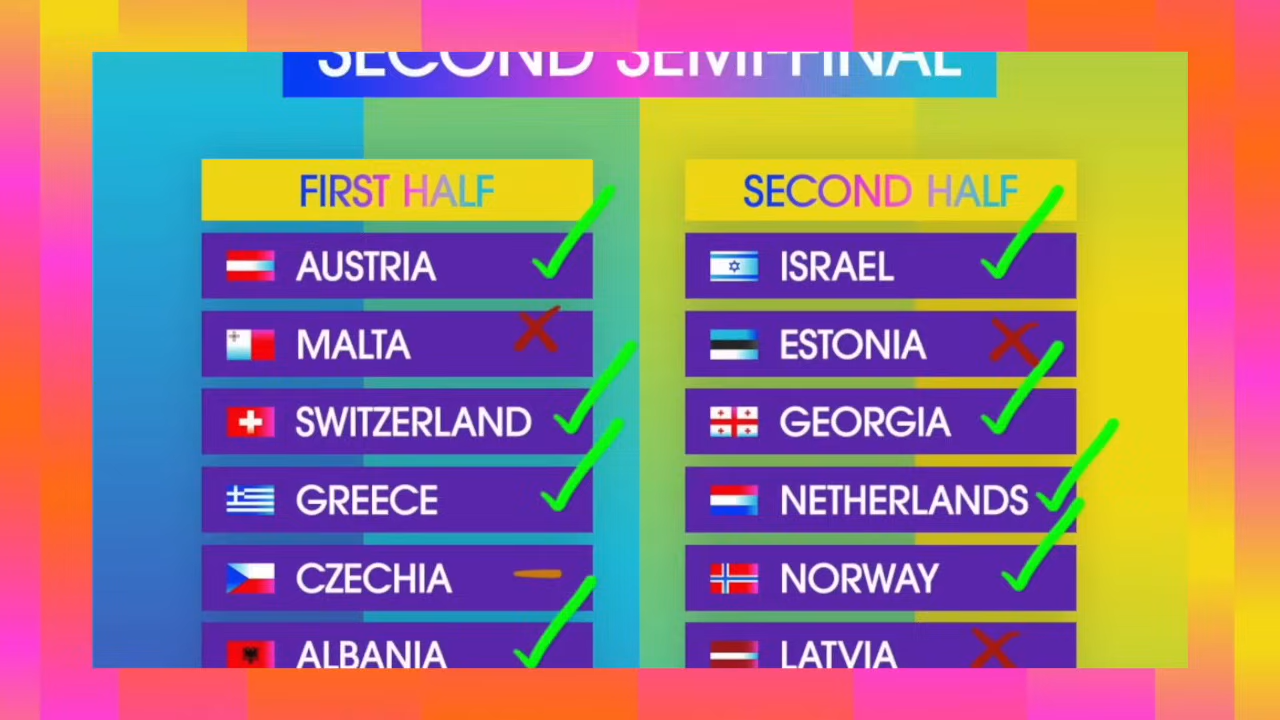 SECOND SEMI-FINAL
FIRST HALF
AUSTRIA
MALTA
SWITZERLAND
GREECE
CZECHIA
ALBANIA
SECOND HALF
ISRAEL
ESTONIA
GEORGIA
NETHERLANDS
NORWAY
LATVIA